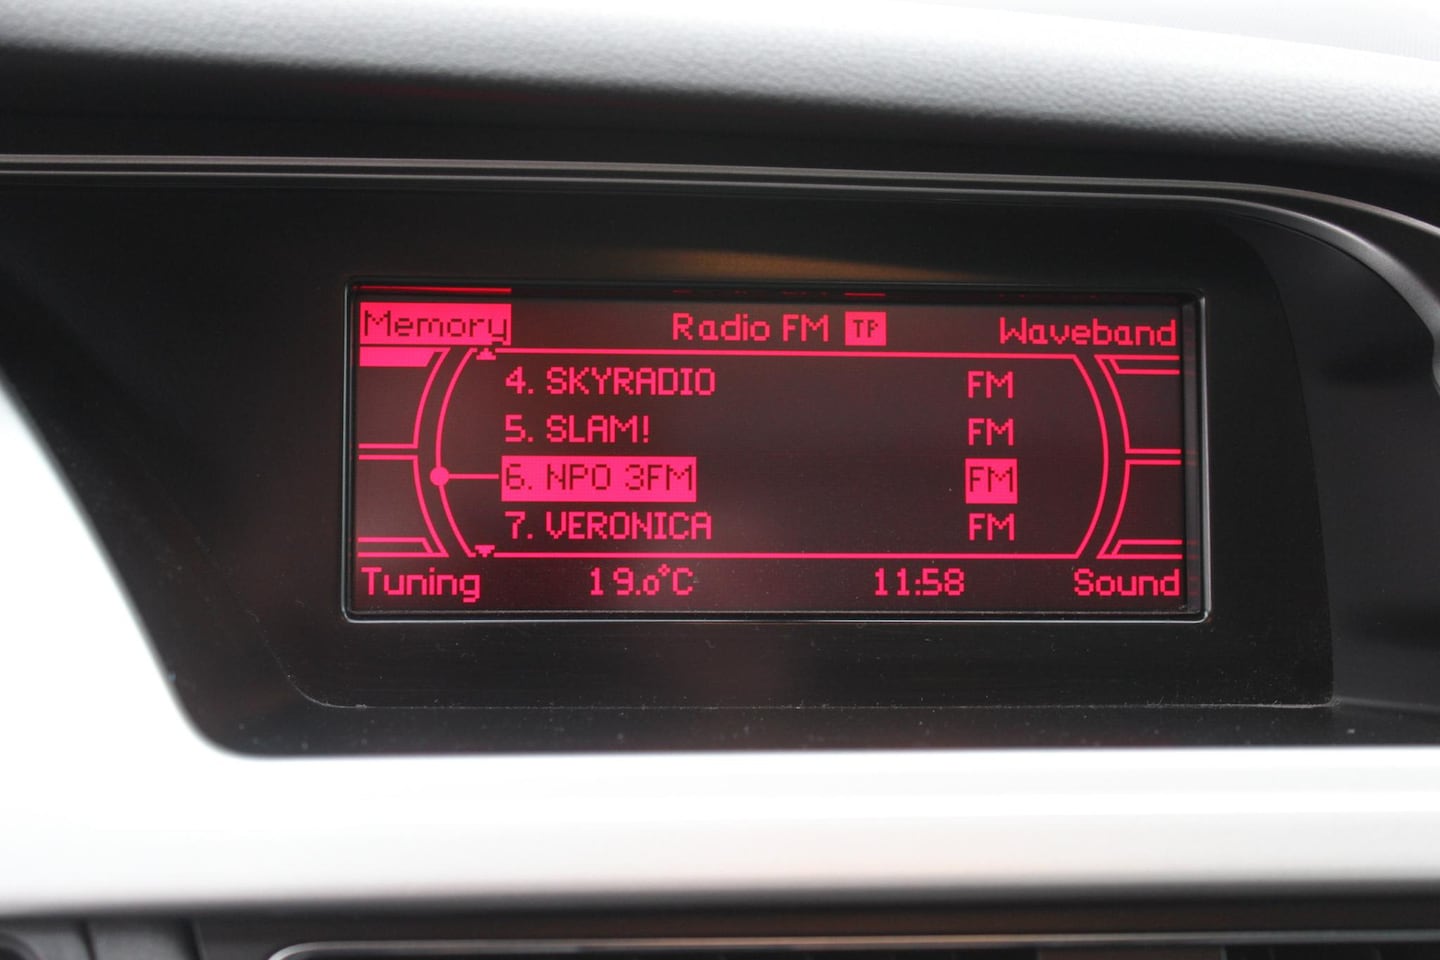 Memory Radio FM TP Waveband
4. SKYRADIO FM
5. SLAM! FM
6. NPO 3FM FM
7. VERONICA FM
Tuning 19.0°C 11:58 Sound